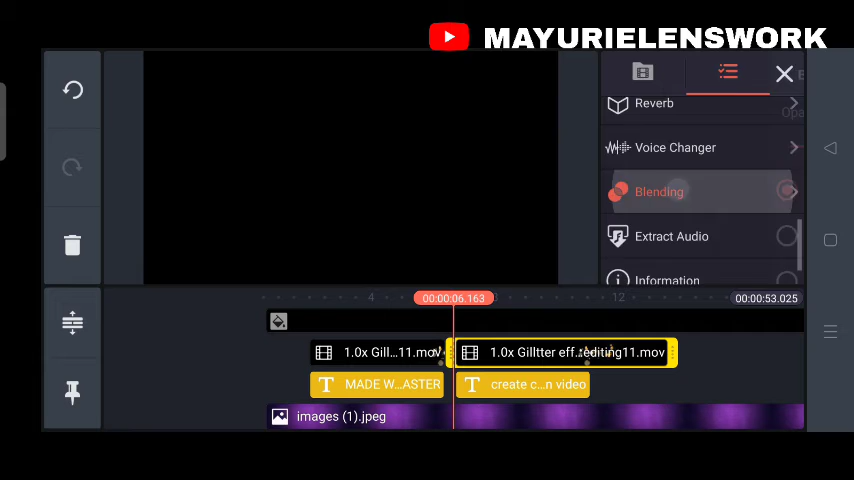 MAYURIELENSWORK
Reverb
Voice Changer
Blending
Extract Audio
Information
4
00:00:06.163
12
00:00:53.025
1.0x Gill...11.mov
1.0x Gilltter eff..editing11.mov
T MADE W...ASTER
T create c...n video
images (1).jpeg